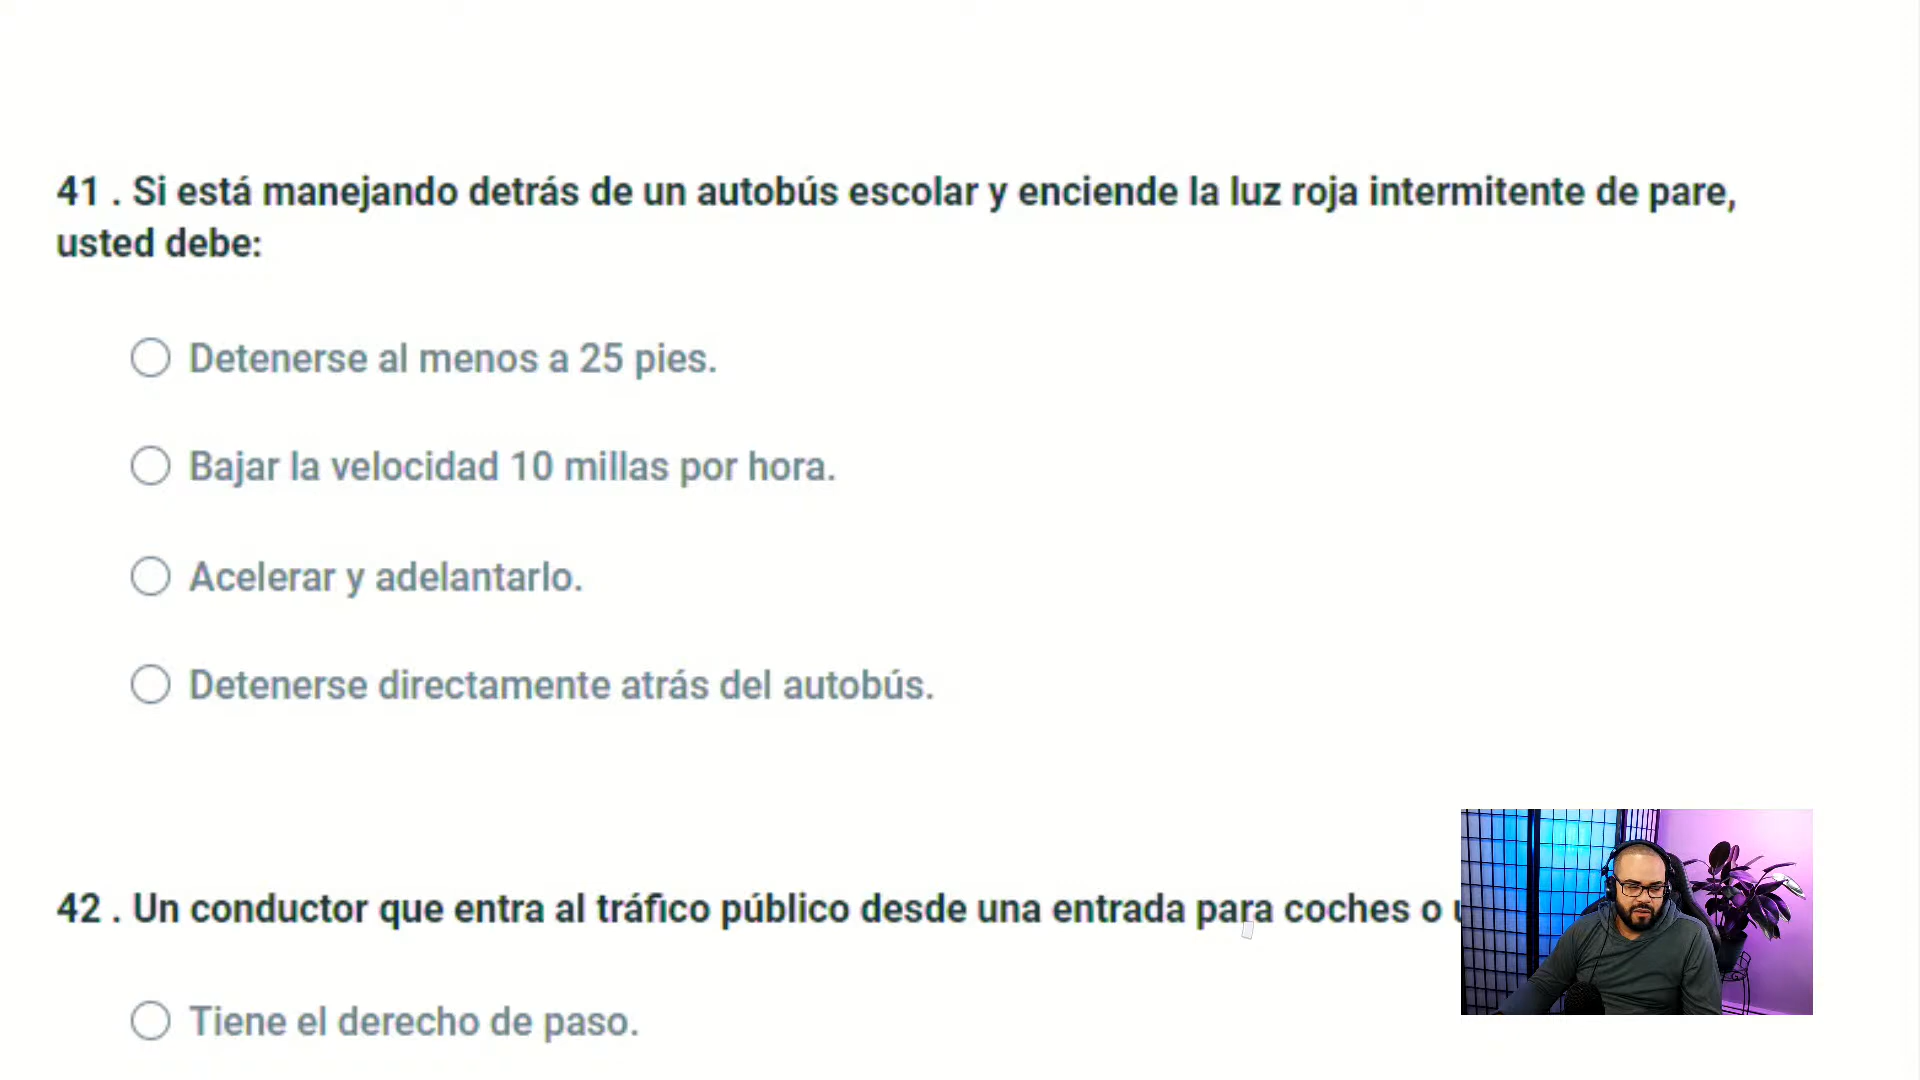 41 . Si está manejando detrás de un autobús escolar y enciende la luz roja intermitente de pare,
usted debe:
Detenerse al menos a 25 pies.
Bajar la velocidad 10 millas por hora.
Acelerar y adelantarlo.
Detenerse directamente atrás del autobús.
42 . Un conductor que entra al tráfico público desde una entrada para coches o
Tiene el derecho de paso.